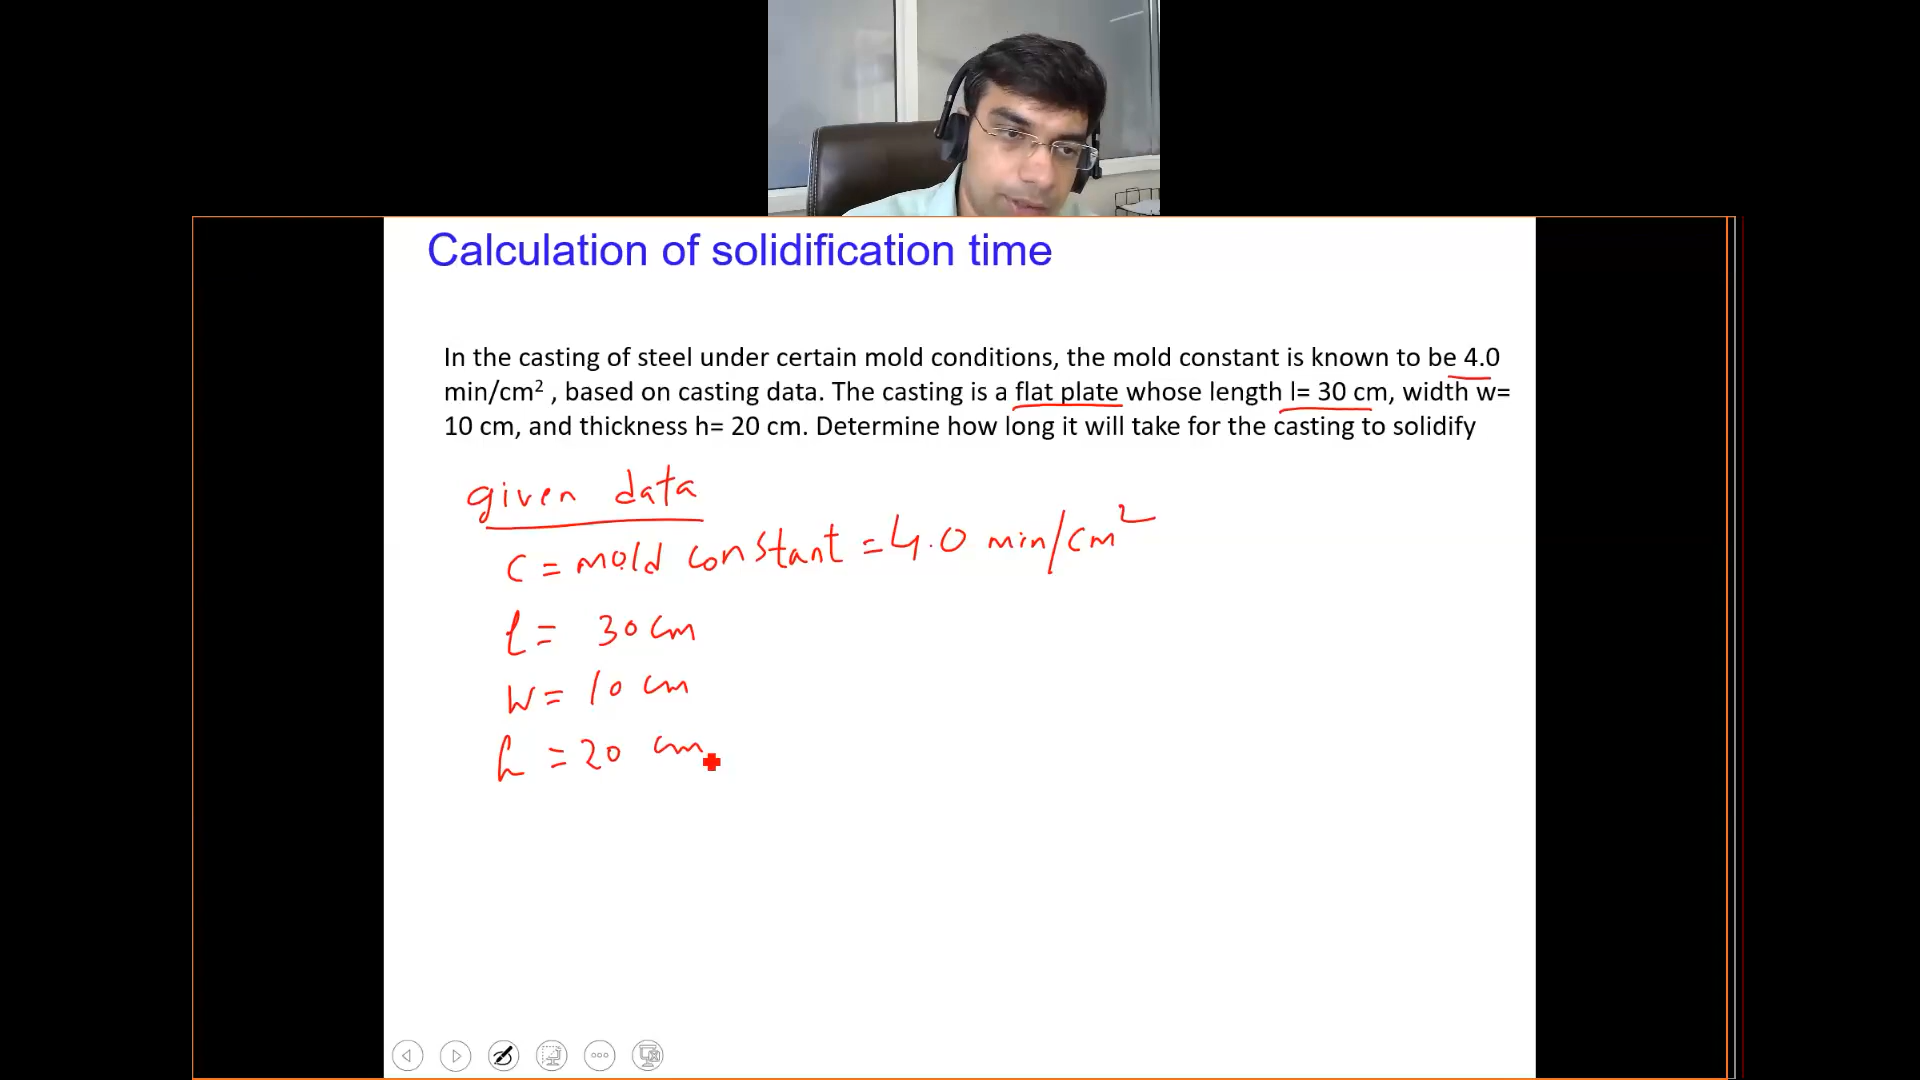 Calculation of solidification time
In the casting of steel under certain mold conditions, the mold constant is known to be 4.0
min/cm² , based on casting data. The casting is a flat plate whose length l= 30 cm, width w=
10 cm, and thickness h= 20 cm. Determine how long it will take for the casting to solidify
given data
C = mold constant = 4.0 min/cm²
l = 30 cm
w = 10 cm
h = 20 cm